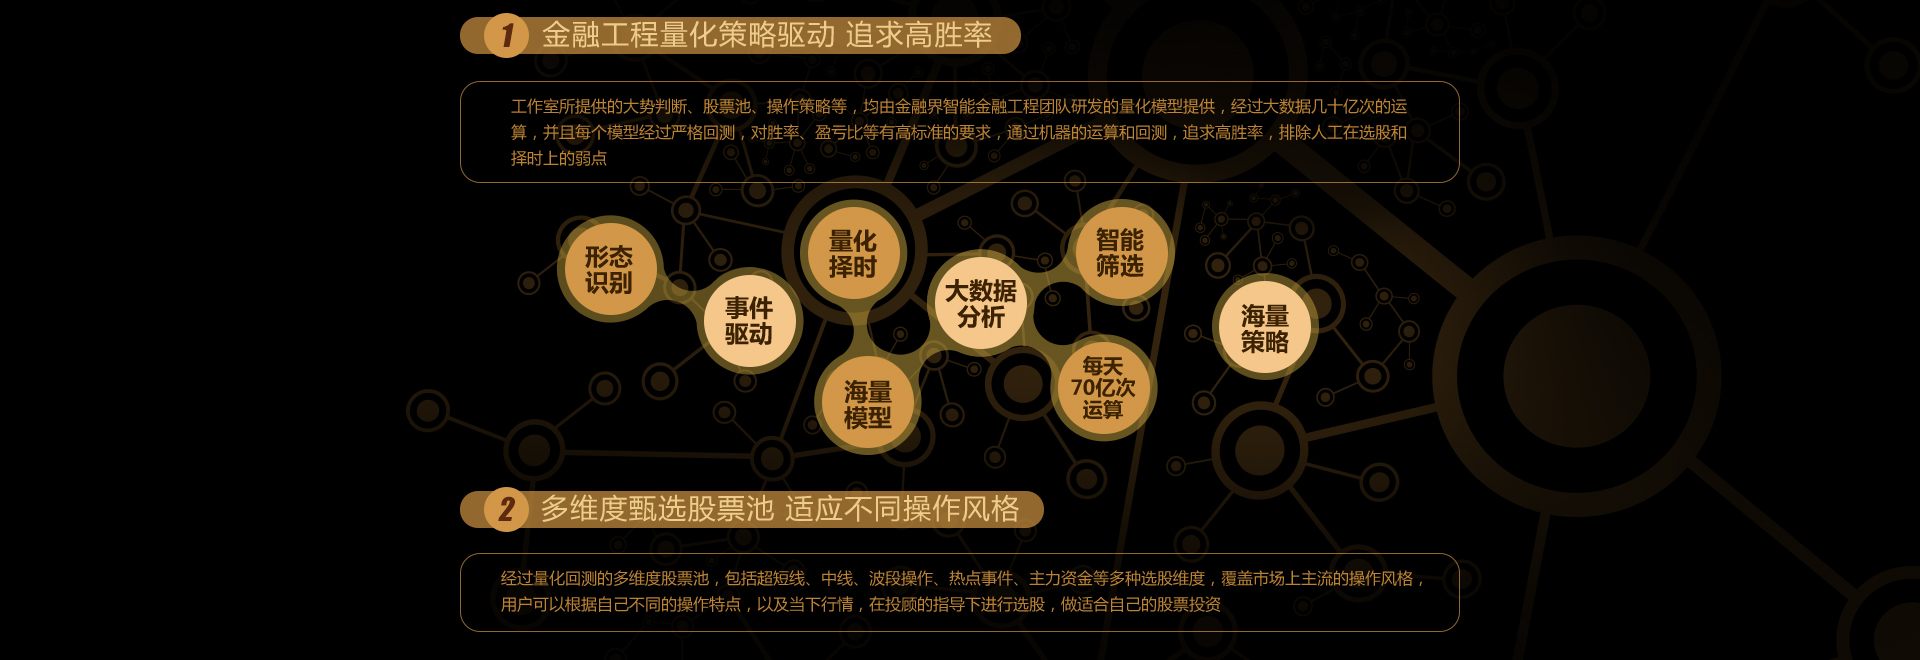 1 金融工程量化策略驱动 追求高胜率
工作室所提供的大势判断、股票池、操作策略等，均由金融界智能金融工程团队研发的量化模型提供，经过大数据几十亿次的运
算，并且每个模型经过严格回测，对胜率、盈亏比等有高标准的要求，通过机器的运算和回测，追求高胜率，排除人工在选股和
择时上的弱点
形态
识别
事件
驱动
量化
择时
海量
模型
大数据
分析
智能
筛选
每天
70亿次
运算
海量
策略
2 多维度甄选股票池 适应不同操作风格
经过量化回测的多维度股票池，包括超短线、中线、波段操作、热点事件、主力资金等多种选股维度，覆盖市场上主流的操作风格，
用户可以根据自己不同的操作特点，以及当下行情，在投顾的指导下进行选股，做适合自己的股票投资